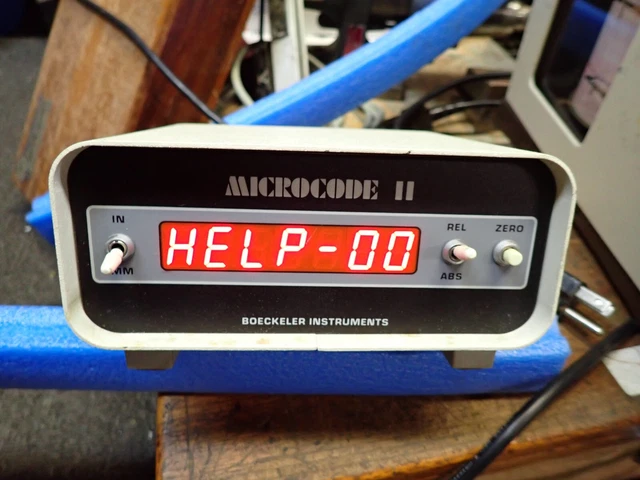 MICROCODE II
IN
MM
HELP-00
REL
ABS
ZERO
BOECKELER INSTRUMENTS